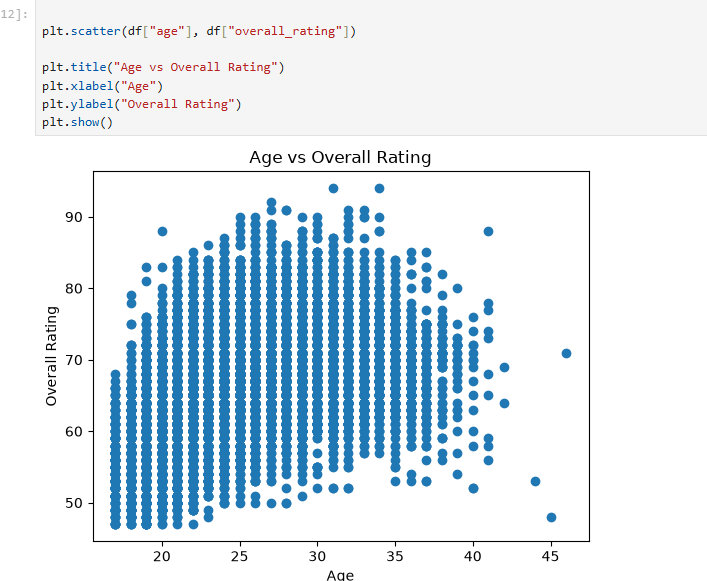 12]:
plt.scatter(df["age"], df["overall_rating"])
plt.title("Age vs Overall Rating")
plt.xlabel("Age")
plt.ylabel("Overall Rating")
plt.show()
Age vs Overall Rating
90
80
70
60
50
Overall Rating
20 25 30 35 40 45
Age